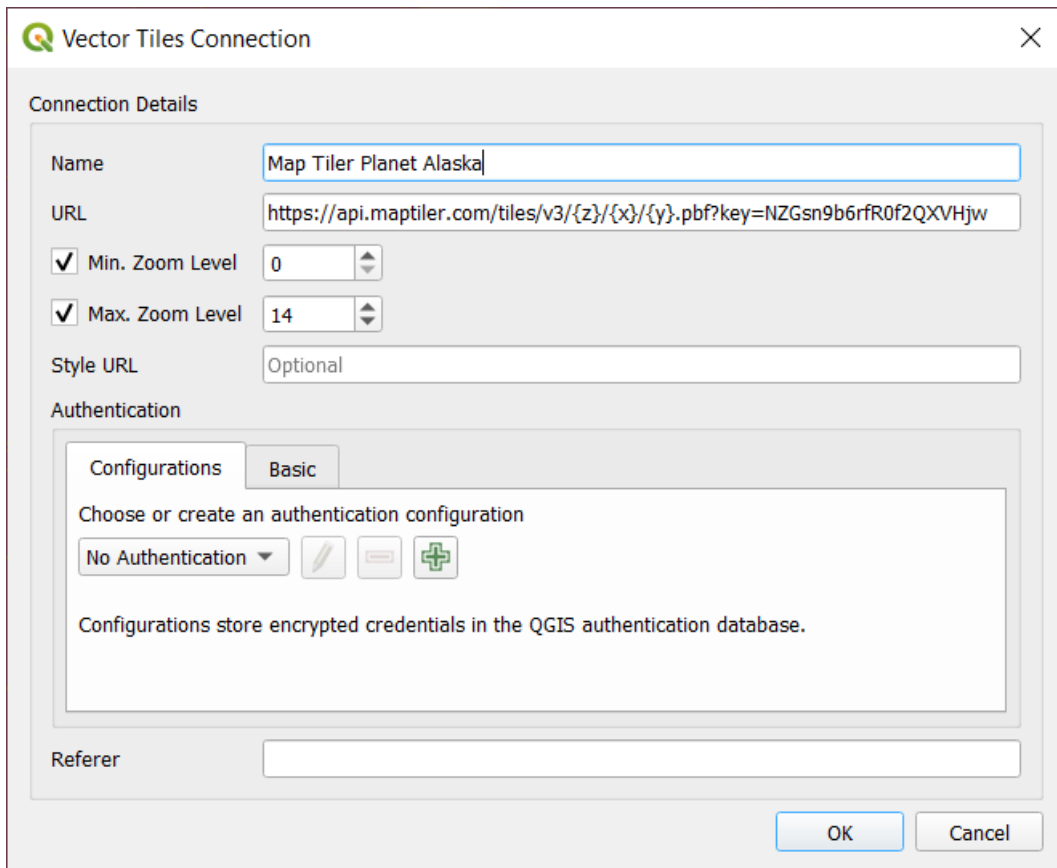 Vector Tiles Connection
Connection Details
Name Map Tiler Planet Alaska
URL https://api.maptiler.com/tiles/v3/{z}/{x}/{y}.pbf?key=NZGsn9b6rfR0f2QXVHjw
Min. Zoom Level 0
Max. Zoom Level 14
Style URL Optional
Authentication
Configurations Basic
Choose or create an authentication configuration
No Authentication
Configurations store encrypted credentials in the QGIS authentication database.
Referer
OK Cancel